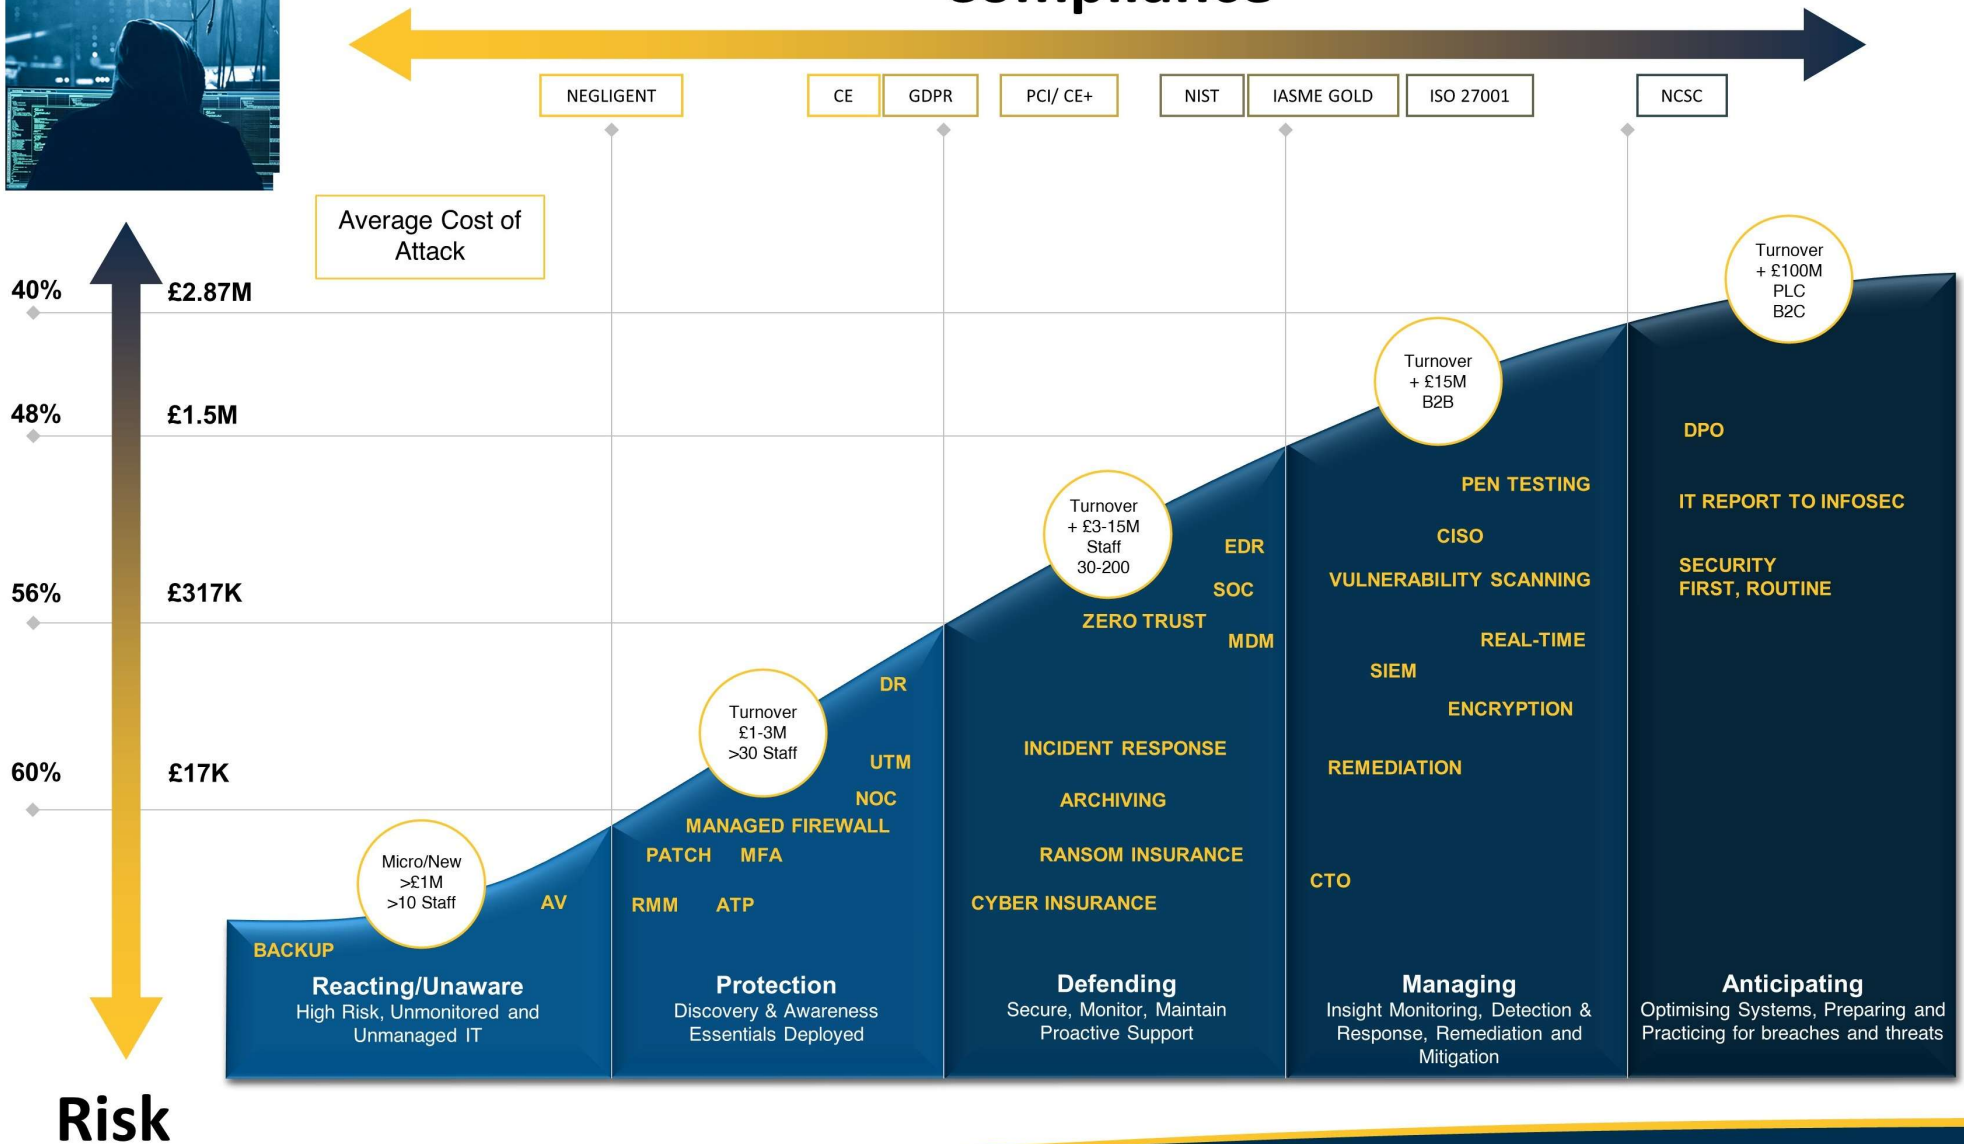 Compliance
NEGLIGENT
CE
GDPR
PCI/ CE+
NIST
IASME GOLD
ISO 27001
NCSC
Average Cost of
Attack
40%
£2.87M
48%
£1.5M
56%
£317K
60%
£17K
Risk
Micro/New
>£1M
>10 Staff
BACKUP
AV
Reacting/Unaware
High Risk, Unmonitored and
Unmanaged IT
Turnover
£1-3M
>30 Staff
DR
UTM
NOC
MANAGED FIREWALL
PATCH
MFA
RMM
ATP
Protection
Discovery & Awareness
Essentials Deployed
Turnover
+ £3-15M
Staff
30-200
EDR
SOC
ZERO TRUST
MDM
INCIDENT RESPONSE
ARCHIVING
RANSOM INSURANCE
CYBER INSURANCE
Defending
Secure, Monitor, Maintain
Proactive Support
Turnover
+ £15M
B2B
PEN TESTING
CISO
VULNERABILITY SCANNING
REAL-TIME
SIEM
ENCRYPTION
REMEDIATION
CTO
Managing
Insight Monitoring, Detection &
Response, Remediation and
Mitigation
Turnover
+ £100M
PLC
B2C
DPO
IT REPORT TO INFOSEC
SECURITY
FIRST, ROUTINE
Anticipating
Optimising Systems, Preparing and
Practicing for breaches and threats